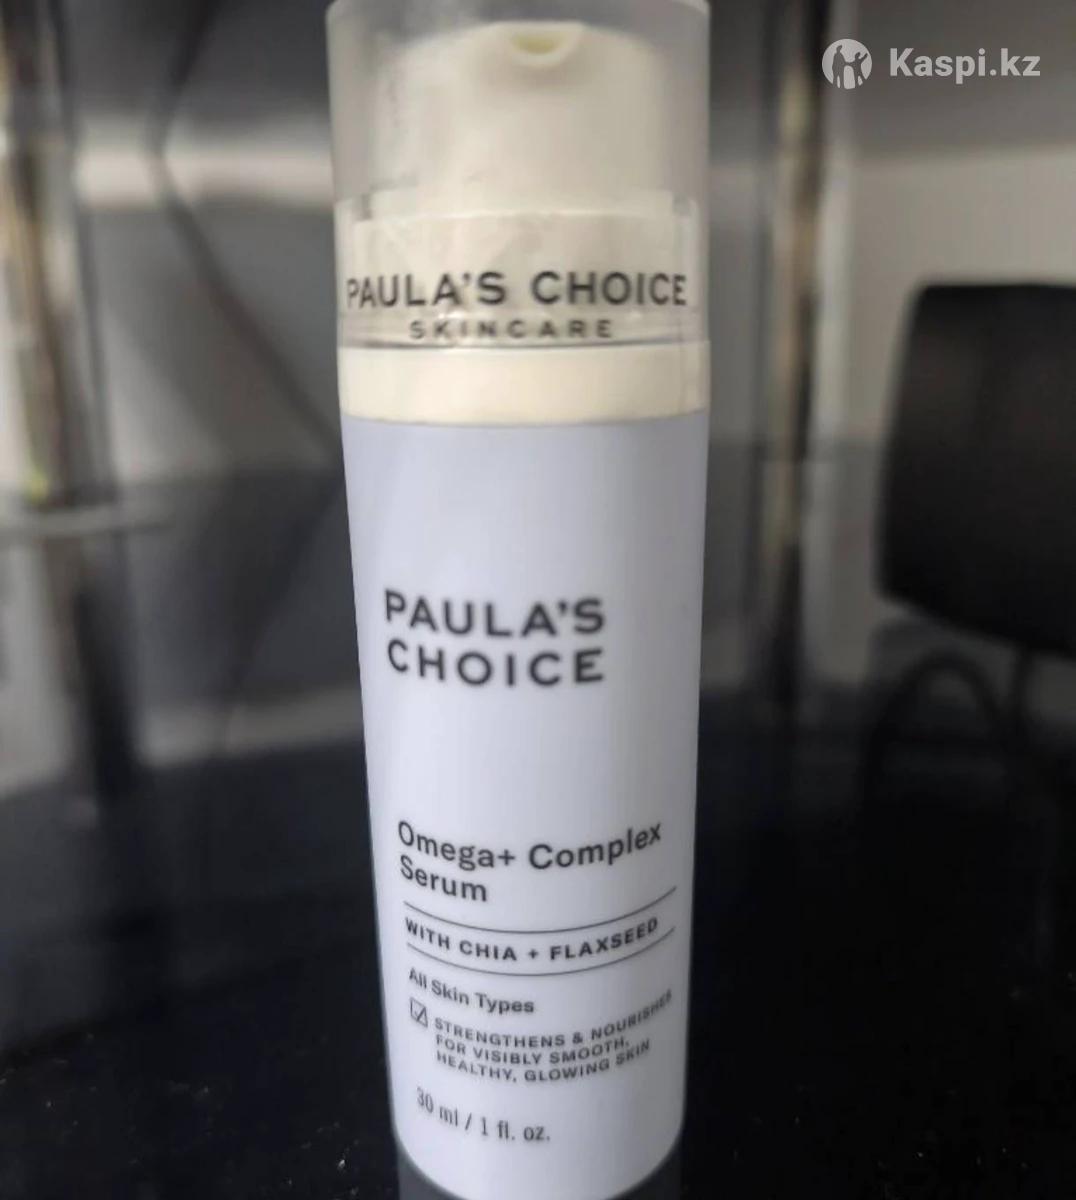 Kaspi.kz
PAULA'S CHOICE
SKINCARE
PAULA'S
CHOICE
Omega+ Complex
Serum
WITH CHIA + FLAXSEED
All Skin Types
STRENGTHENS & NOURISHES
FOR VISIBLY SMOOTH,
HEALTHY, GLOWING SKIN
30 ml / 1 fl. oz.